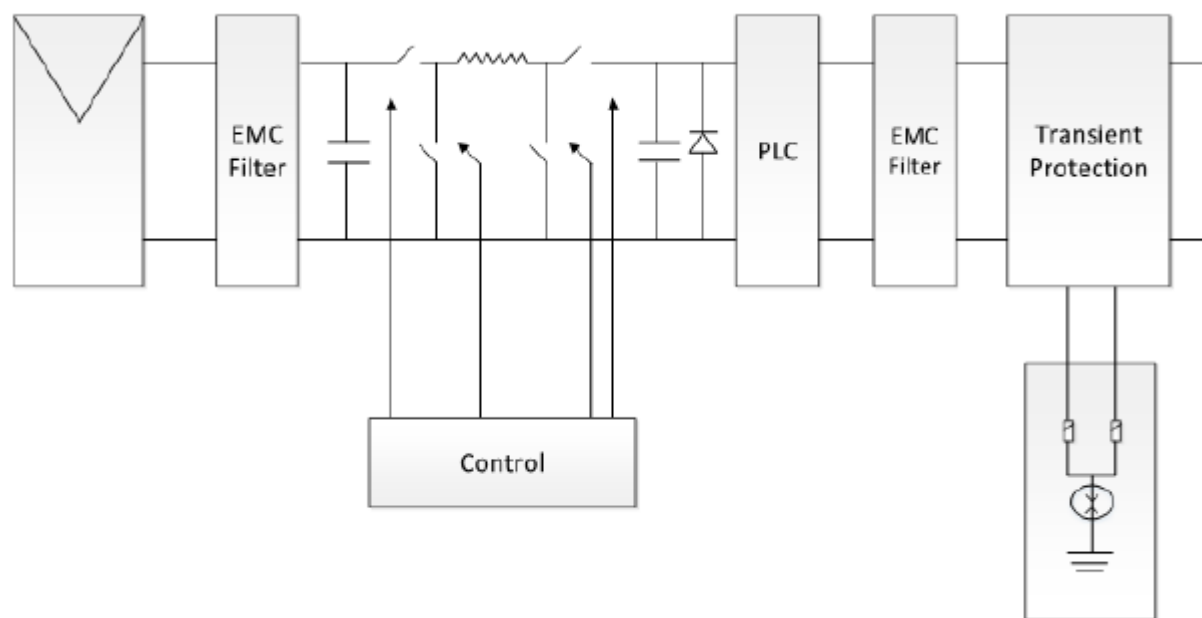 EMC
Filter
PLC
EMC
Filter
Transient
Protection
Control